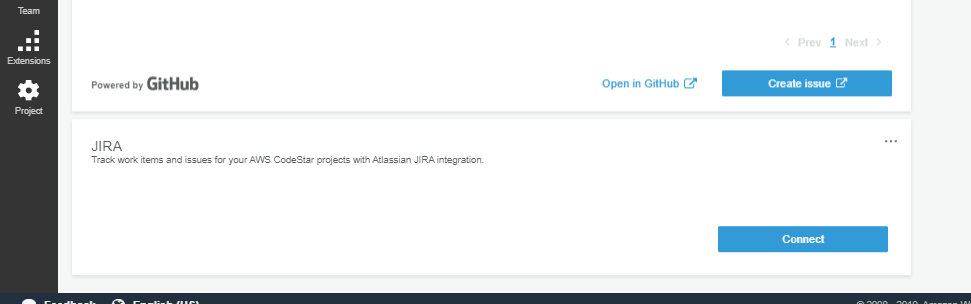 Team
Extensions
Project
< Prev 1 Next >
Powered by GitHub
Open in GitHub
Create issue
JIRA
...
Track work items and issues for your AWS CodeStar projects with Atlassian JIRA integration.
Connect
Feedback English (US)
© 2008 - 2019, Amazon